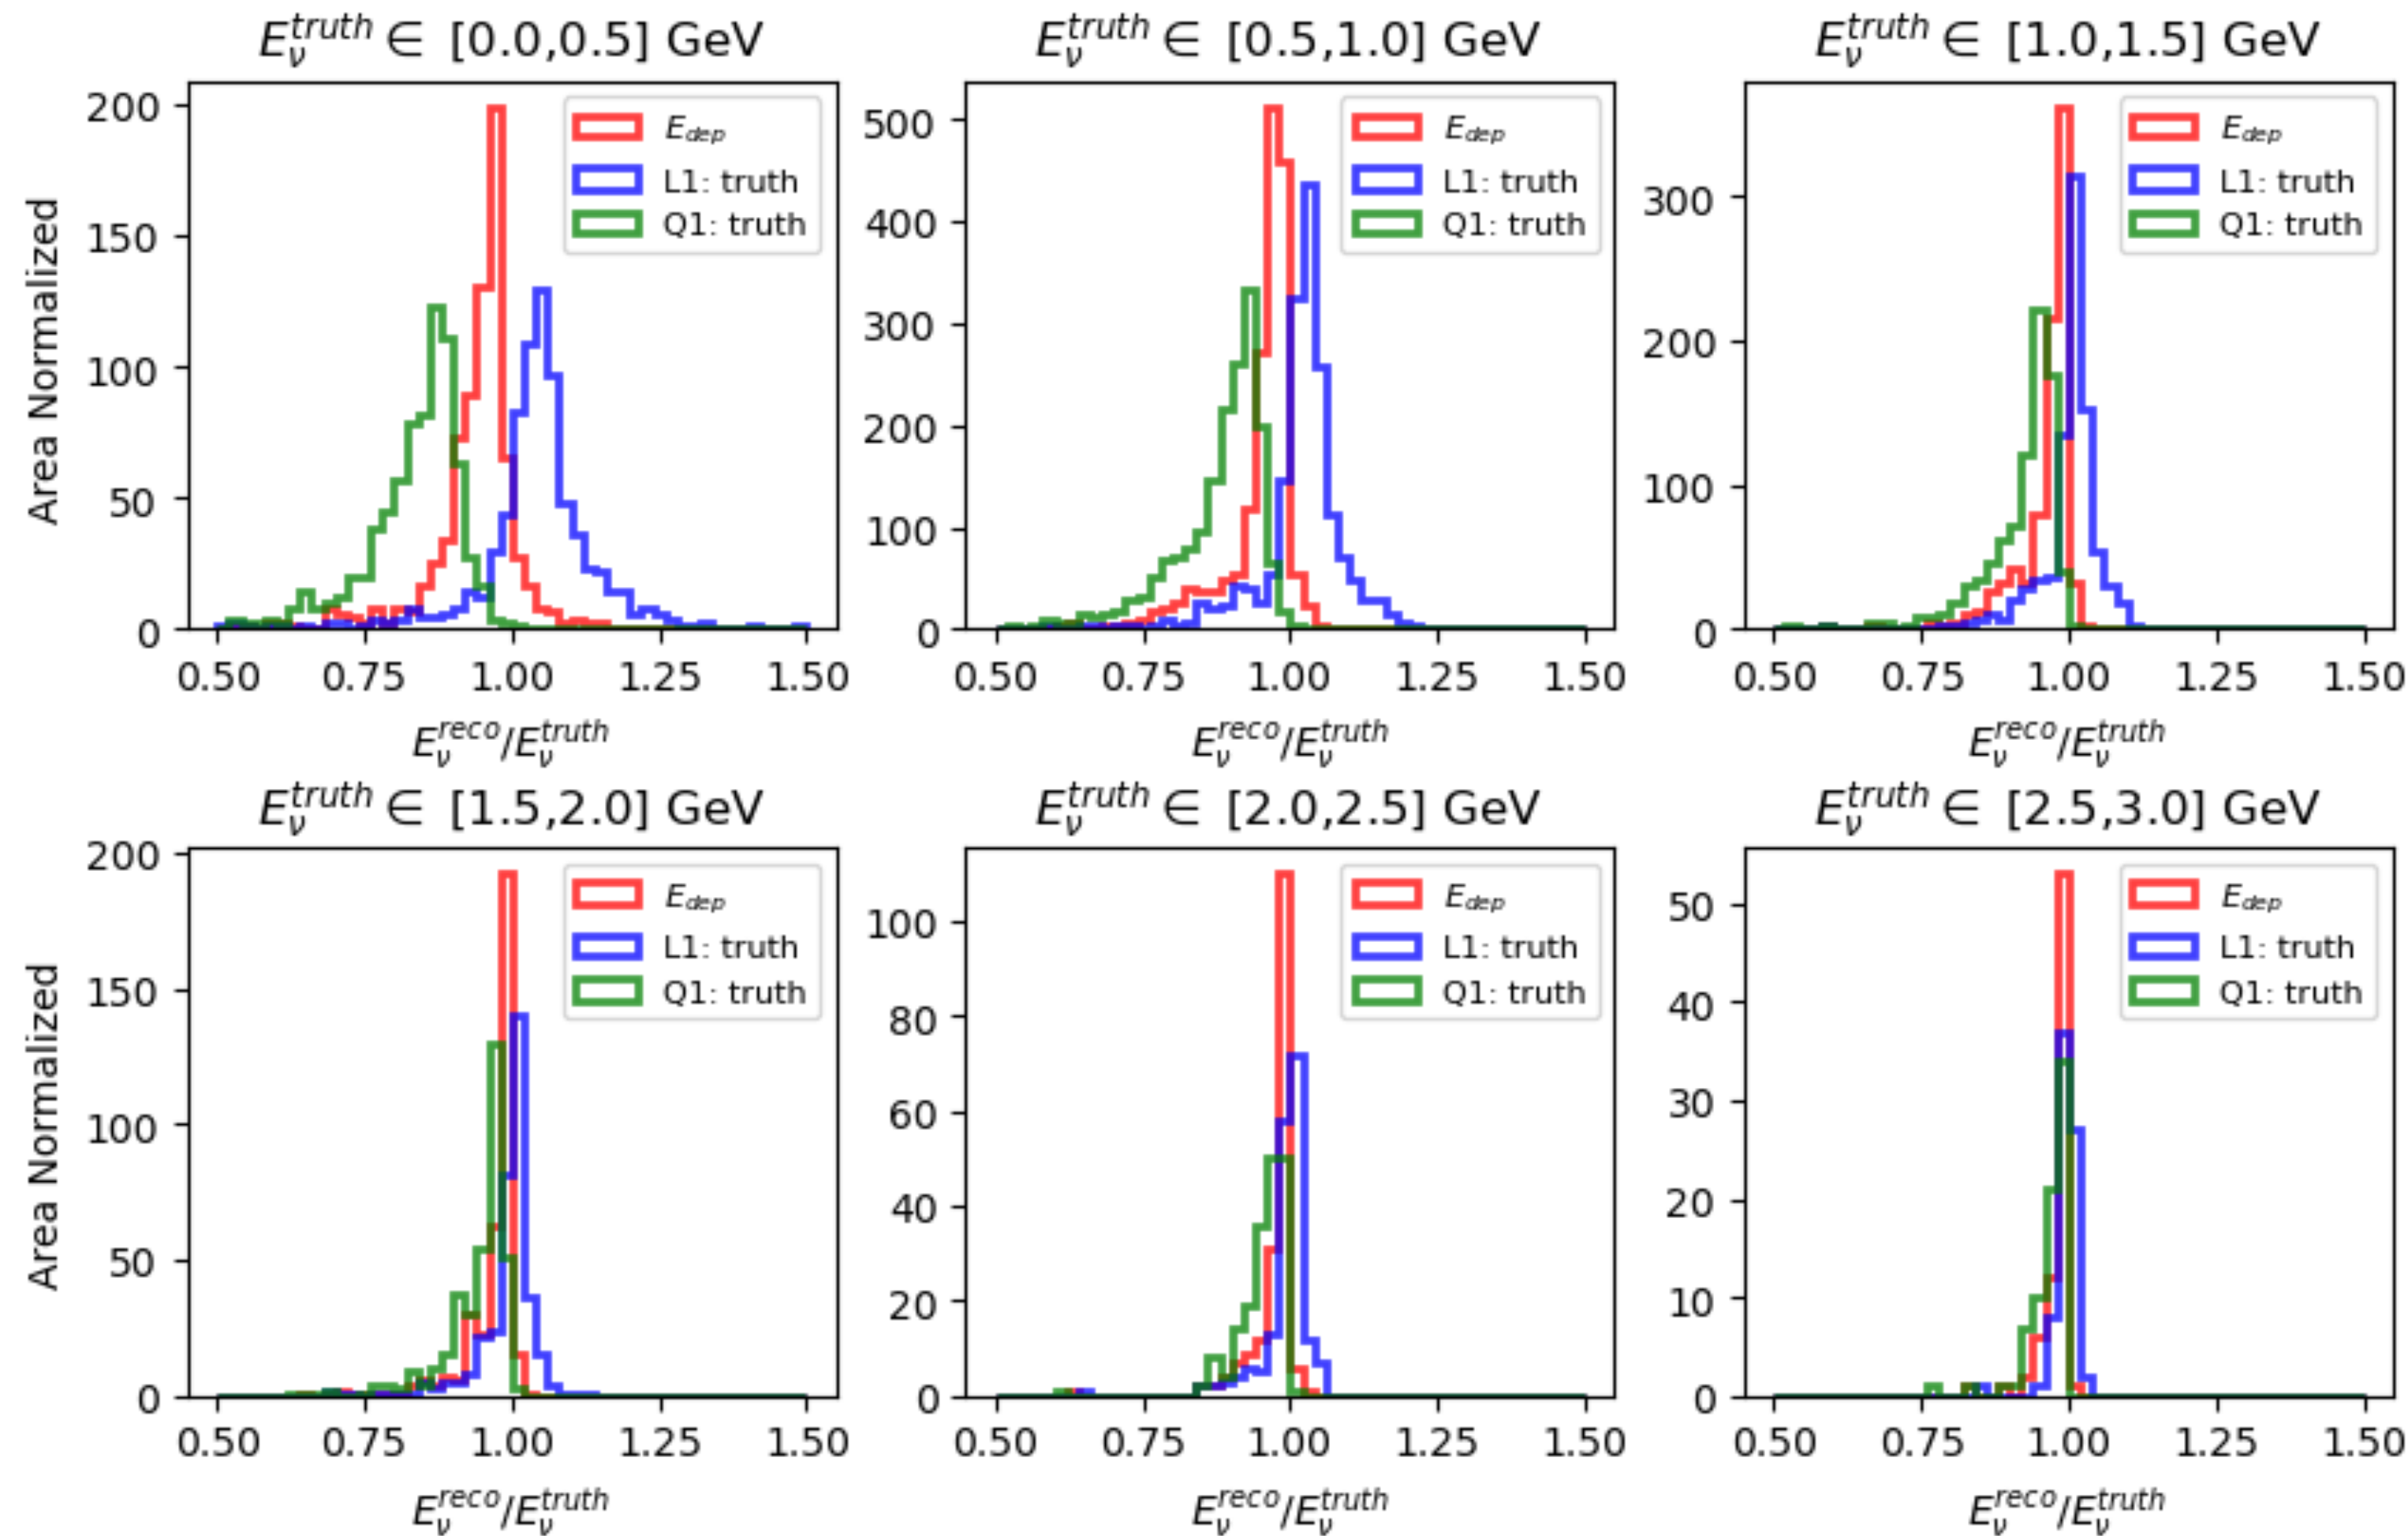 E_ν^truth ∈ [0.0,0.5] GeV
200
150
100
50
0
Area Normalized
E_dep
L1: truth
Q1: truth
0.50 0.75 1.00 1.25 1.50
E_ν^reco/E_ν^truth
E_ν^truth ∈ [0.5,1.0] GeV
500
400
300
200
100
0
E_dep
L1: truth
Q1: truth
0.50 0.75 1.00 1.25 1.50
E_ν^reco/E_ν^truth
E_ν^truth ∈ [1.0,1.5] GeV
300
200
100
0
E_dep
L1: truth
Q1: truth
0.50 0.75 1.00 1.25 1.50
E_ν^reco/E_ν^truth
E_ν^truth ∈ [1.5,2.0] GeV
200
150
100
50
0
Area Normalized
E_dep
L1: truth
Q1: truth
0.50 0.75 1.00 1.25 1.50
E_ν^reco/E_ν^truth
E_ν^truth ∈ [2.0,2.5] GeV
100
80
60
40
20
0
E_dep
L1: truth
Q1: truth
0.50 0.75 1.00 1.25 1.50
E_ν^reco/E_ν^truth
E_ν^truth ∈ [2.5,3.0] GeV
50
40
30
20
10
0
E_dep
L1: truth
Q1: truth
0.50 0.75 1.00 1.25 1.50
E_ν^reco/E_ν^truth